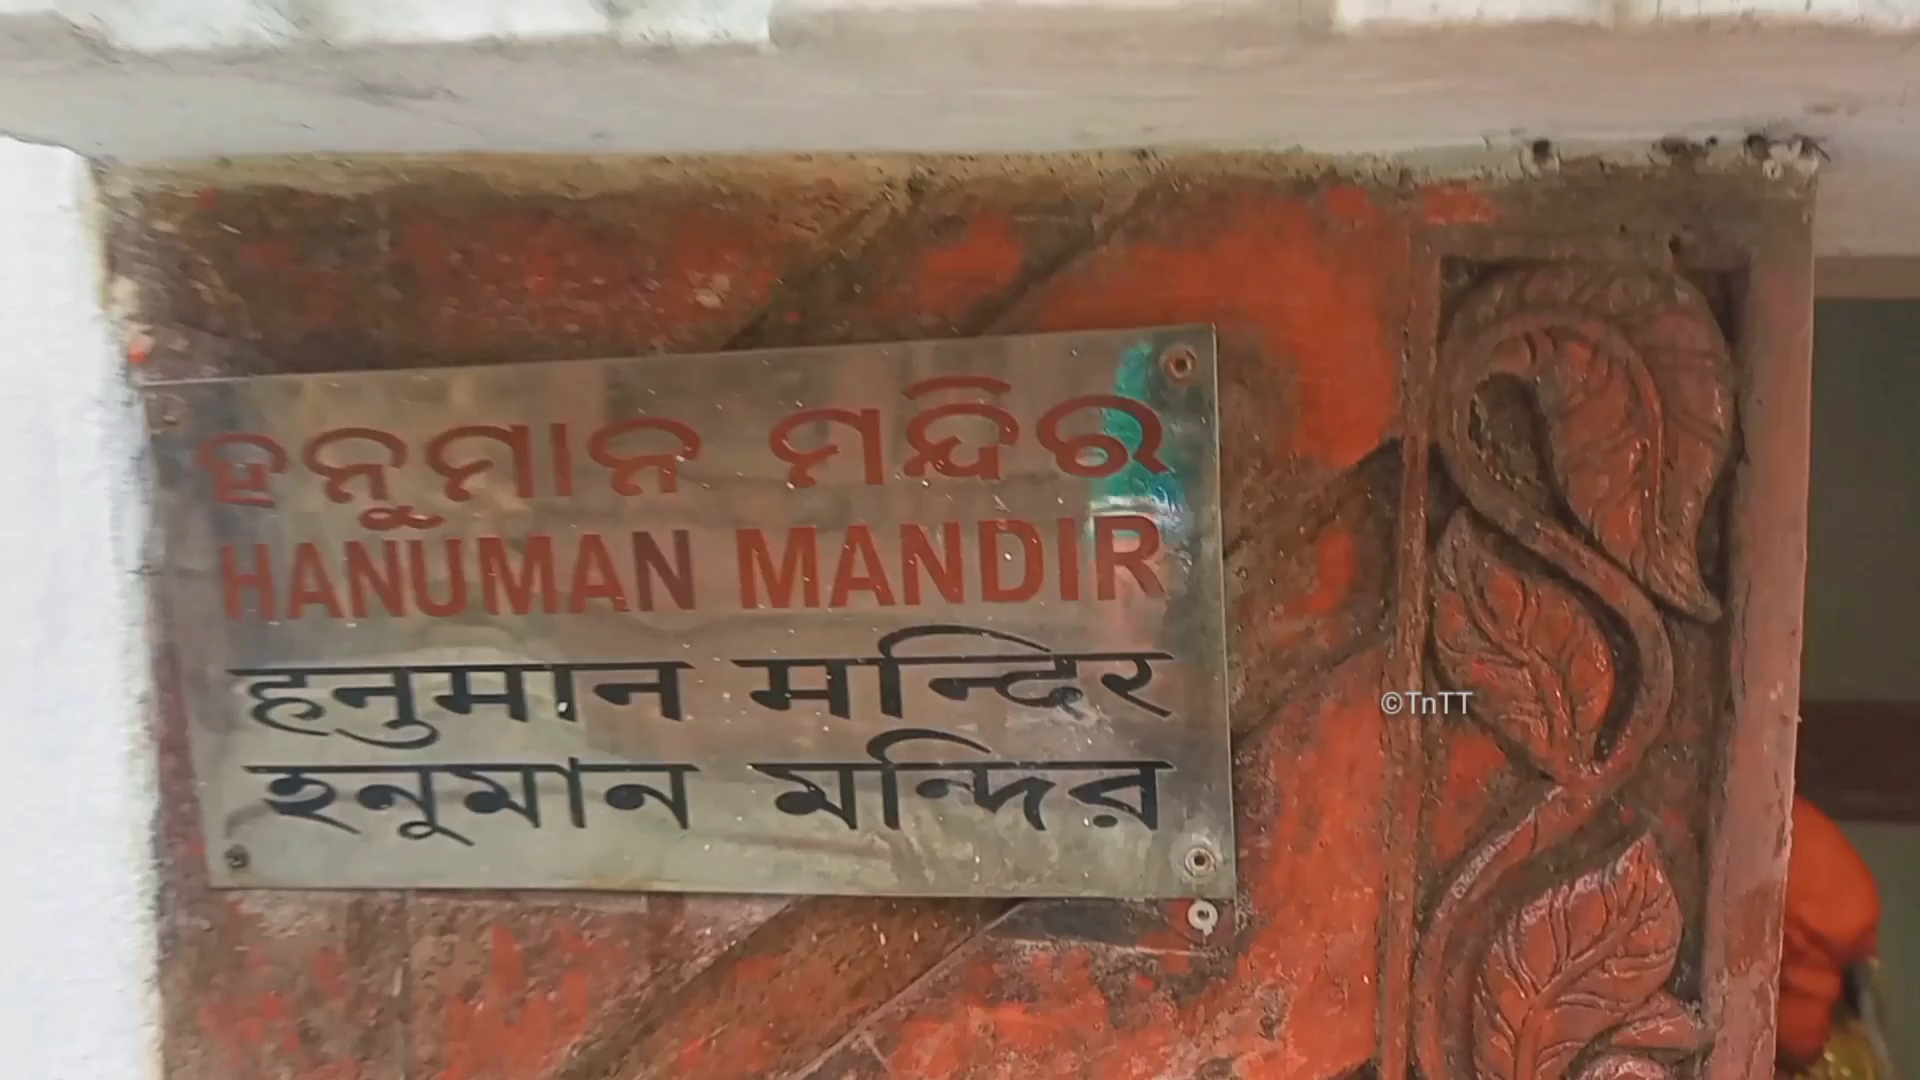 ହନୁମାନ ମନ୍ଦିର
HANUMAN MANDIR
हनुमान मन्दिर
হনুমান মন্দির
©TnTT